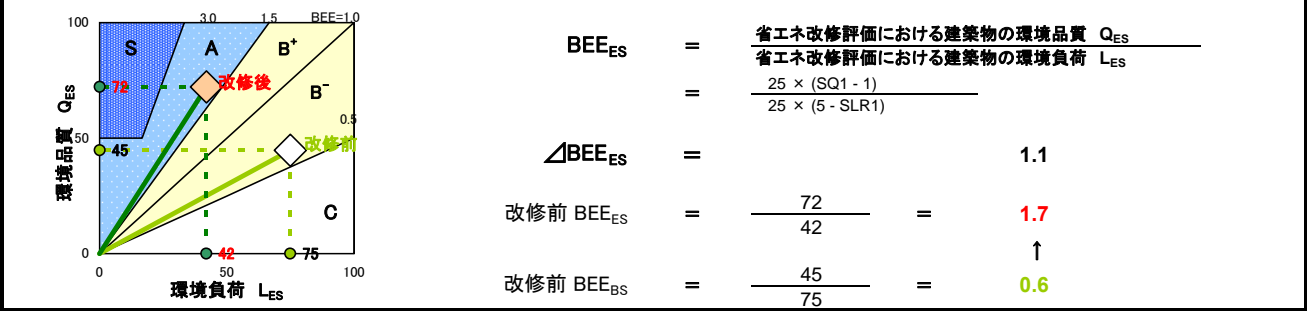 3.0 1.5 BEE=1.0
100
S A B+
72 改修後
B-
0.5
50
45 改修前
C
0 42 75
0 50 100
環境品質 QES
環境負荷 LES
BEEES = 省エネ改修評価における建築物の環境品質 QES
省エネ改修評価における建築物の環境負荷 LES
= 25 × (SQ1 - 1)
25 × (5 - SLR1)
⊿BEEES = 1.1
改修前 BEEES = 72 = 1.7
42
↑
改修前 BEEBS = 45 = 0.6
75